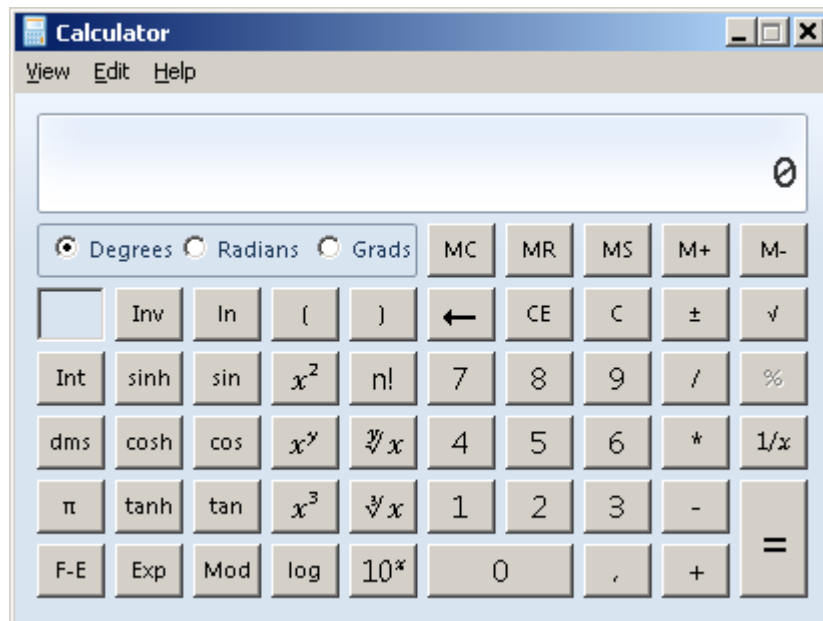 Calculator
View Edit Help
0
Degrees Radians Grads MC MR MS M+ M-
Inv ln ( ) ← CE C ± √
Int sinh sin x² n! 7 8 9 / %
dms cosh cos xʸ ʸ√x 4 5 6 * 1/x
π tanh tan x³ ³√x 1 2 3 - =
F-E Exp Mod log 10ˣ 0 , +